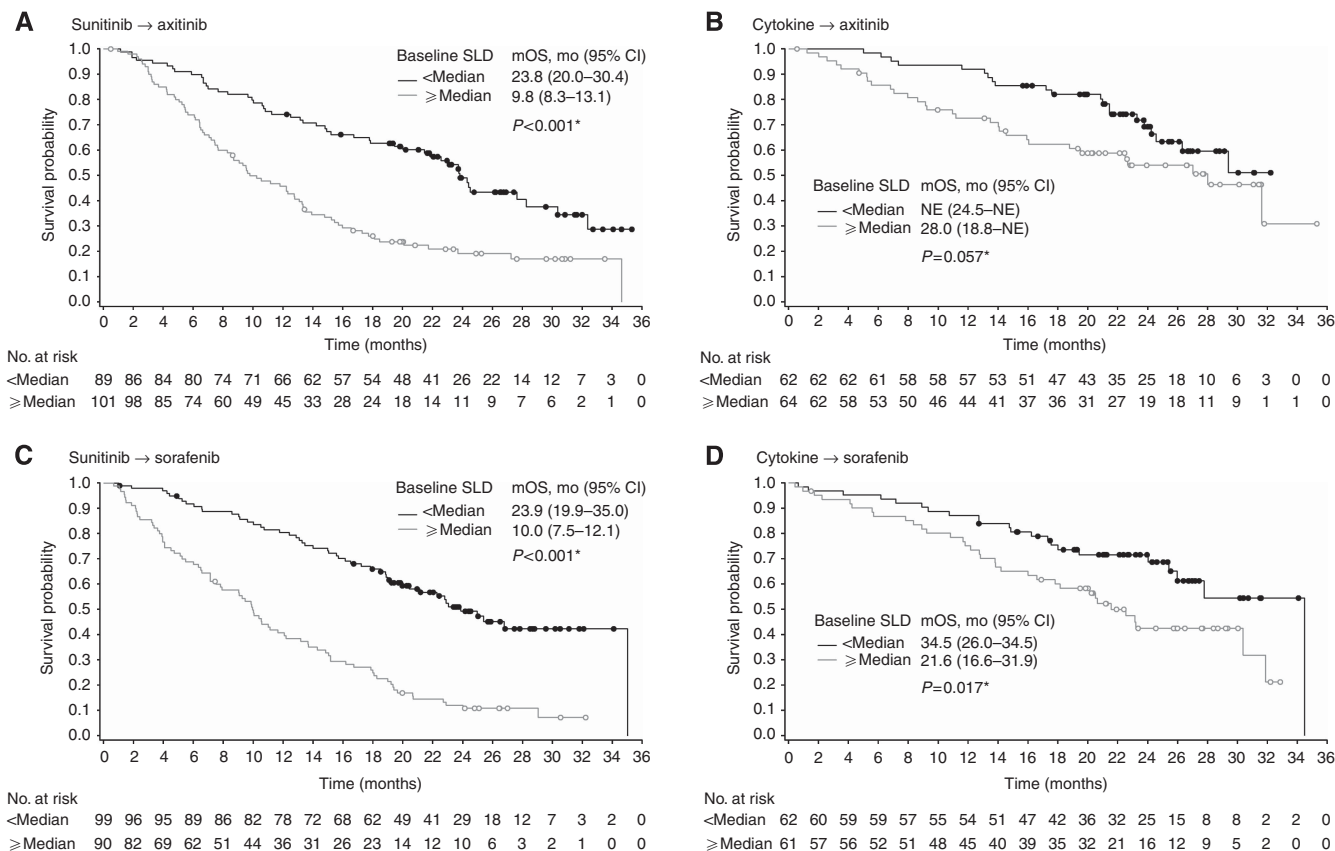 A Sunitinib → axitinib
Baseline SLD mOS, mo (95% CI)
<Median 23.8 (20.0–30.4)
⩾Median 9.8 (8.3–13.1)
P<0.001*
Survival probability
1.0
0.9
0.8
0.7
0.6
0.5
0.4
0.3
0.2
0.1
0.0
0 2 4 6 8 10 12 14 16 18 20 22 24 26 28 30 32 34 36
Time (months)
No. at risk
<Median 89 86 84 80 74 71 66 62 57 54 48 41 26 22 14 12 7 3 0
⩾Median 101 98 85 74 60 49 45 33 28 24 18 14 11 9 7 6 2 1 0
B Cytokine → axitinib
Baseline SLD mOS, mo (95% CI)
<Median NE (24.5–NE)
⩾Median 28.0 (18.8–NE)
P=0.057*
Survival probability
1.0
0.9
0.8
0.7
0.6
0.5
0.4
0.3
0.2
0.1
0.0
0 2 4 6 8 10 12 14 16 18 20 22 24 26 28 30 32 34 36
Time (months)
No. at risk
<Median 62 62 62 61 58 58 57 53 51 47 43 35 25 18 10 6 3 0 0
⩾Median 64 62 58 53 50 46 44 41 37 36 31 27 19 18 11 9 1 1 0
C Sunitinib → sorafenib
Baseline SLD mOS, mo (95% CI)
<Median 23.9 (19.9–35.0)
⩾Median 10.0 (7.5–12.1)
P<0.001*
Survival probability
1.0
0.9
0.8
0.7
0.6
0.5
0.4
0.3
0.2
0.1
0.0
0 2 4 6 8 10 12 14 16 18 20 22 24 26 28 30 32 34 36
Time (months)
No. at risk
<Median 99 96 95 89 86 82 78 72 68 62 49 41 29 18 12 7 3 2 0
⩾Median 90 82 69 62 51 44 36 31 26 23 14 12 10 6 3 2 1 0 0
D Cytokine → sorafenib
Baseline SLD mOS, mo (95% CI)
<Median 34.5 (26.0–34.5)
⩾Median 21.6 (16.6–31.9)
P=0.017*
Survival probability
1.0
0.9
0.8
0.7
0.6
0.5
0.4
0.3
0.2
0.1
0.0
0 2 4 6 8 10 12 14 16 18 20 22 24 26 28 30 32 34 36
Time (months)
No. at risk
<Median 62 60 59 59 57 55 54 51 47 42 36 32 25 15 8 8 2 2 0
⩾Median 61 57 56 52 51 48 45 40 39 35 32 21 16 12 9 5 2 0 0